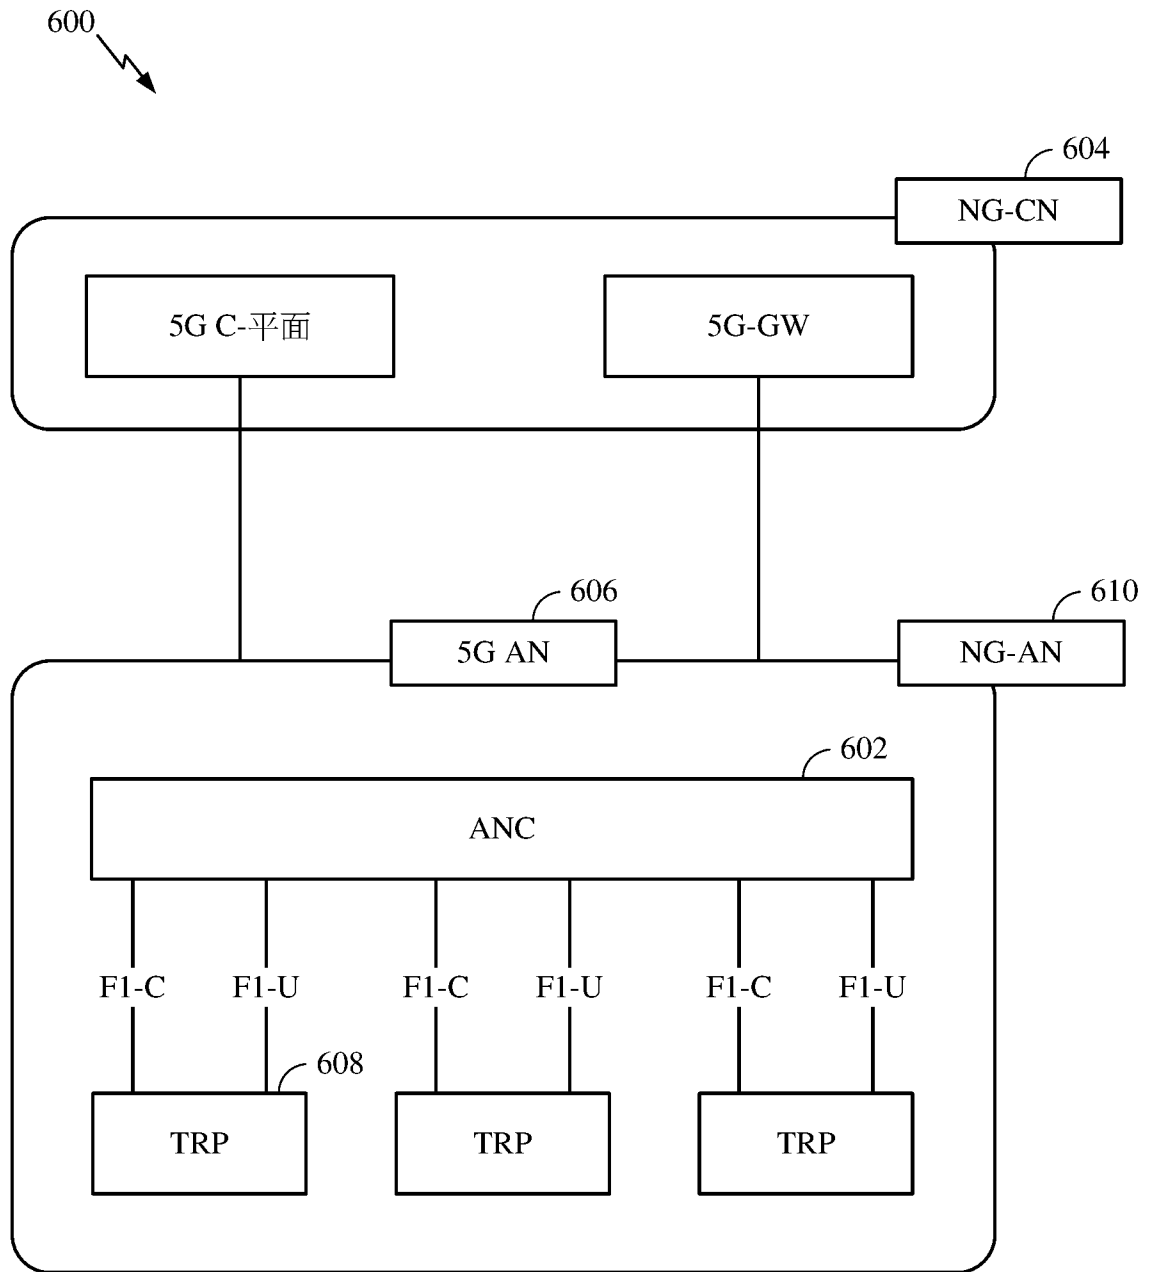 600
604
NG-CN
5G C-平面
5G-GW
606
610
5G AN
NG-AN
602
ANC
F1-C
F1-U
F1-C
F1-U
F1-C
F1-U
608
TRP
TRP
TRP